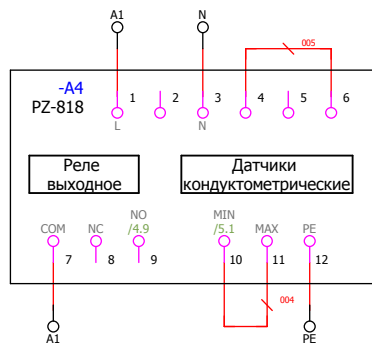 A1 N
005
-A4
PZ-818
1 2 3 4 5 6
L N
Реле
выходное
Датчики
кондуктометрические
NO MIN
COM NC /4.9 /5.1 MAX PE
7 8 9 10 11 12
004
A1 PE